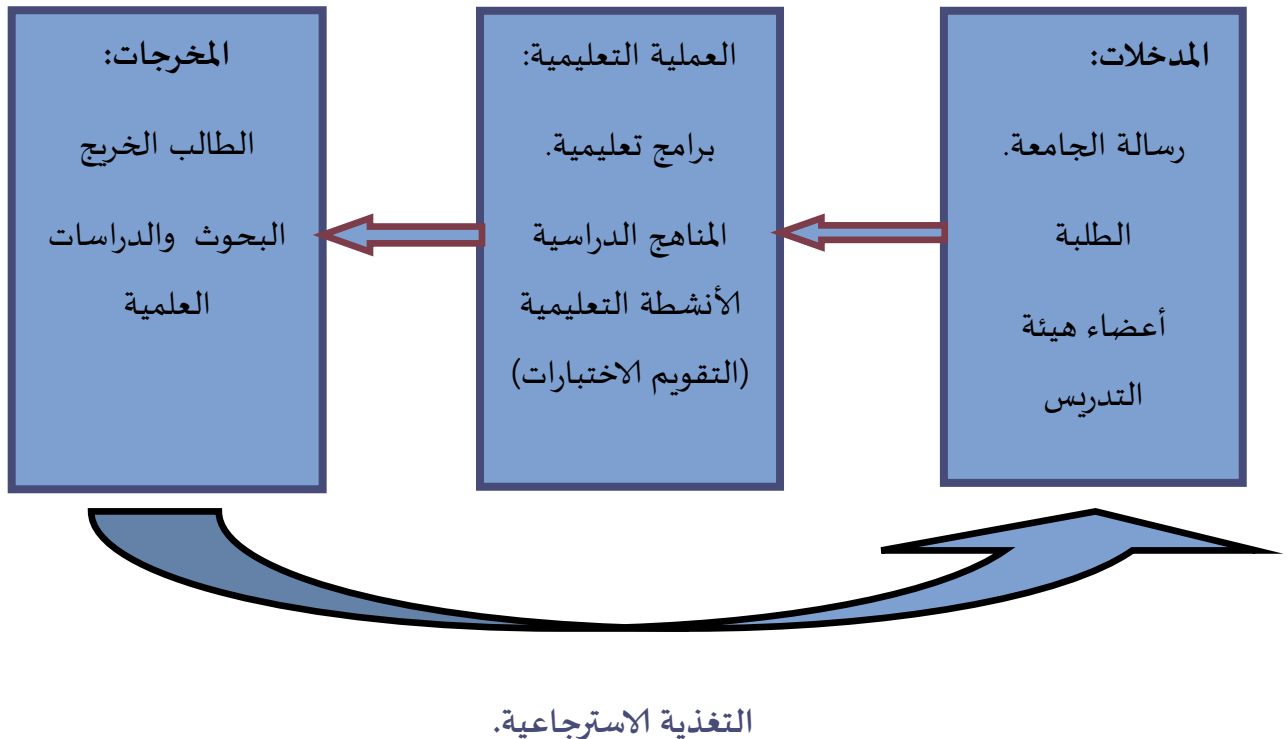 المدخلات:
رسالة الجامعة.
الطلبة
أعضاء هيئة
التدريس
العملية التعليمية:
برامج تعليمية.
المناهج الدراسية
الأنشطة التعليمية
(التقويم الاختبارات)
المخرجات:
الطالب الخريج
البحوث والدراسات
العلمية
التغذية الاسترجاعية.